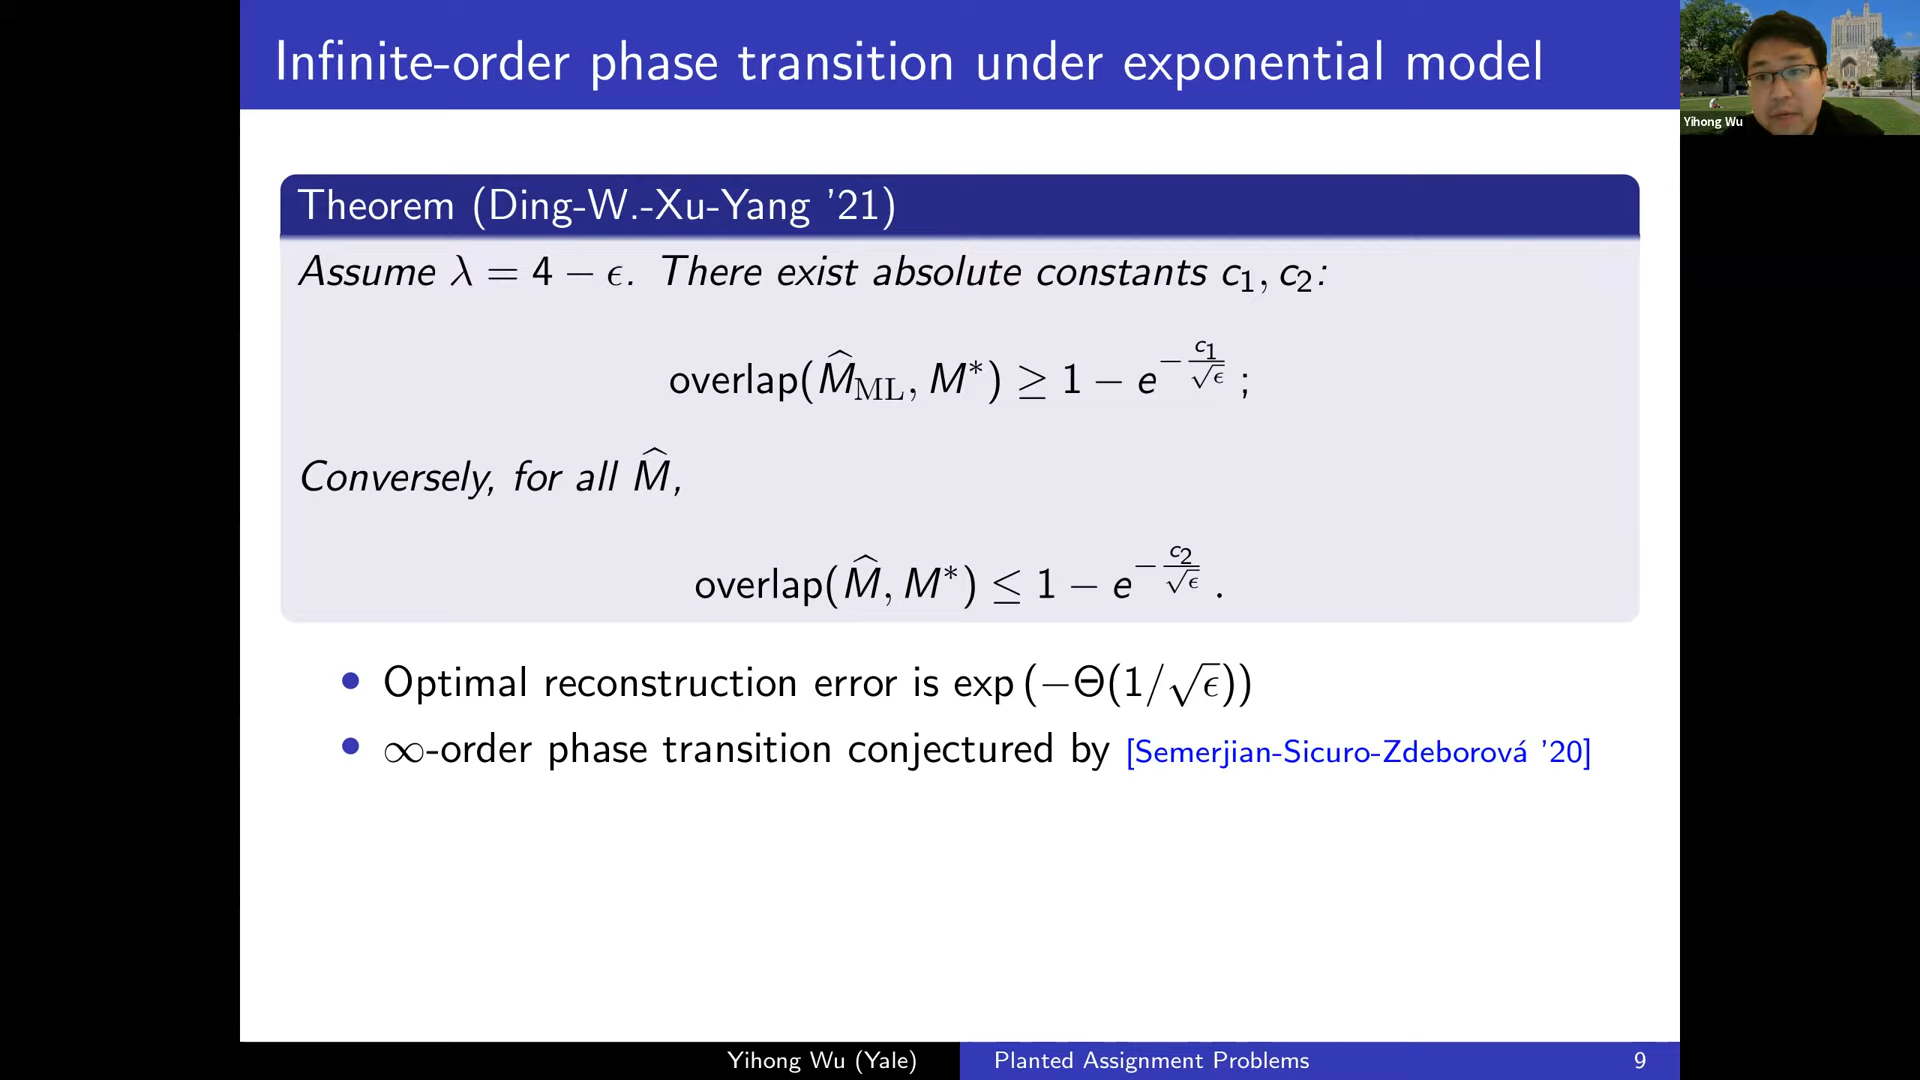 Infinite-order phase transition under exponential model
Yihong Wu
Theorem (Ding-W.-Xu-Yang '21)
Assume λ = 4 − ϵ. There exist absolute constants c₁, c₂:
overlap(M̂_ML, M*) ≥ 1 − e^{−c₁/√ϵ} ;
Conversely, for all M̂,
overlap(M̂, M*) ≤ 1 − e^{−c₂/√ϵ} .
• Optimal reconstruction error is exp (−Θ(1/√ϵ))
• ∞-order phase transition conjectured by [Semerjian-Sicuro-Zdeborová '20]
Yihong Wu (Yale)
Planted Assignment Problems
9